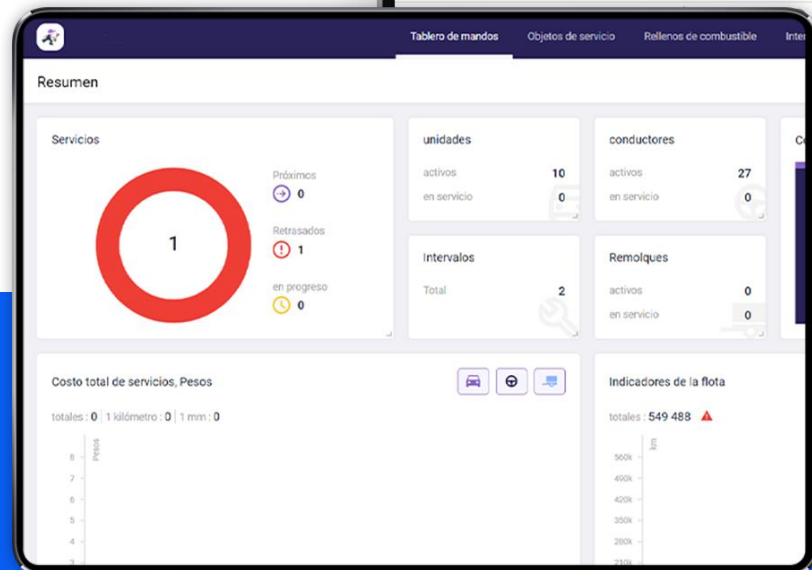 Tablero de mandos
Objetos de servicio
Rellenos de combustible
Resumen
Servicios
1
Próximos
0
Retrasados
1
en progreso
0
unidades
activos 10
en servicio 0
conductores
activos 27
en servicio 0
Intervalos
Total 2
Remolques
activos 0
en servicio 0
Costo total de servicios, Pesos
totales : 0 | 1 kilómetro : 0 | 1 mm : 0
Pesos
8
7
6
5
4
3
Indicadores de la flota
totales : 549 488
km
560k
490k
420k
350k
280k
210k